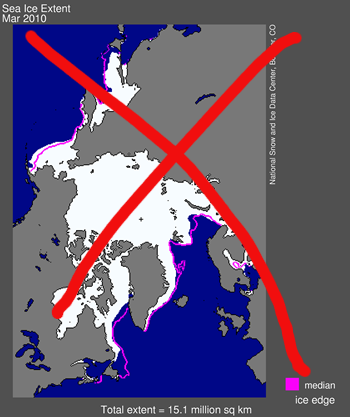 Sea Ice Extent
Mar 2010
National Snow and Ice Data Center, CO
median
ice edge
Total extent = 15.1 million sq km